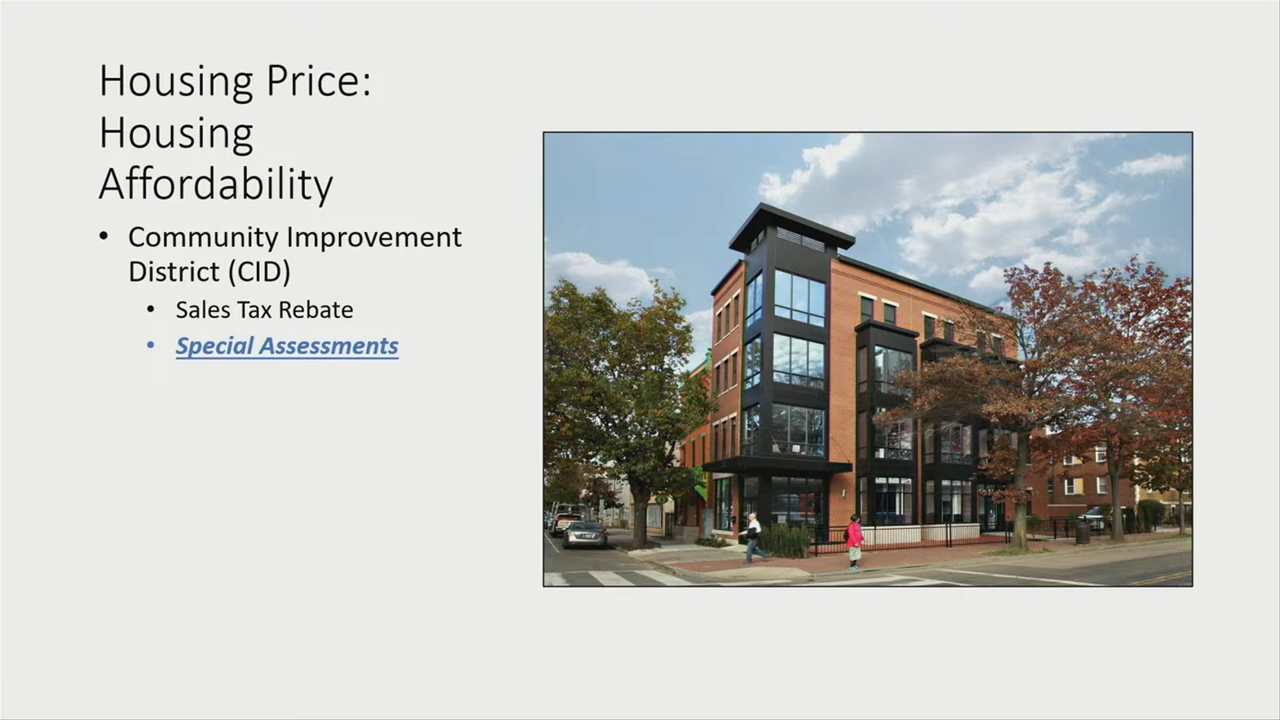 Housing Price:
Housing
Affordability
• Community Improvement
District (CID)
• Sales Tax Rebate
• Special Assessments